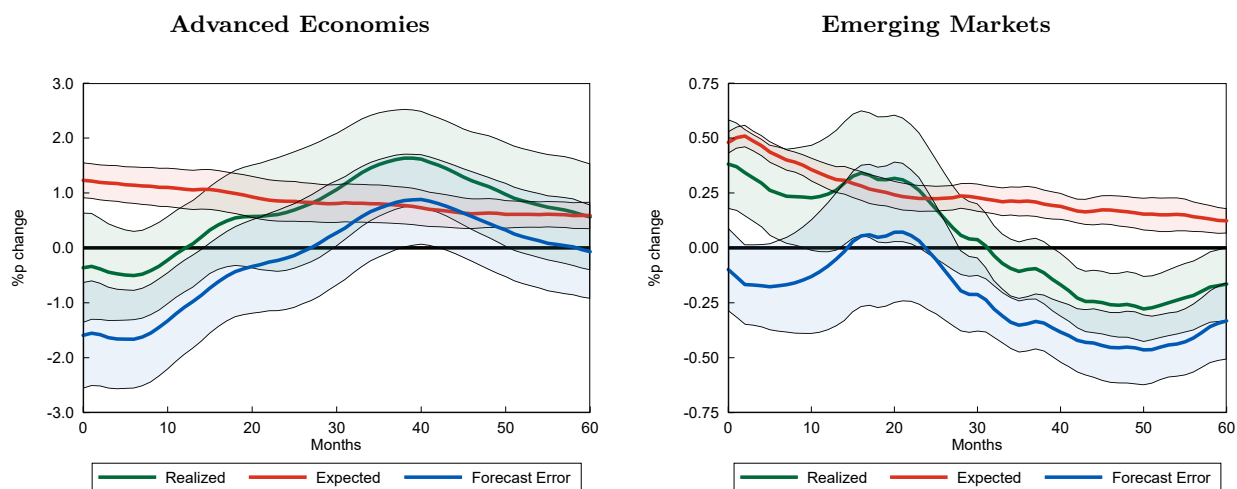 Advanced Economies
3.0
2.0
1.0
0.0
-1.0
-2.0
-3.0
%p change
0 10 20 30 40 50 60
Months
Realized Expected Forecast Error
Emerging Markets
0.75
0.50
0.25
0.00
-0.25
-0.50
-0.75
%p change
0 10 20 30 40 50 60
Months
Realized Expected Forecast Error